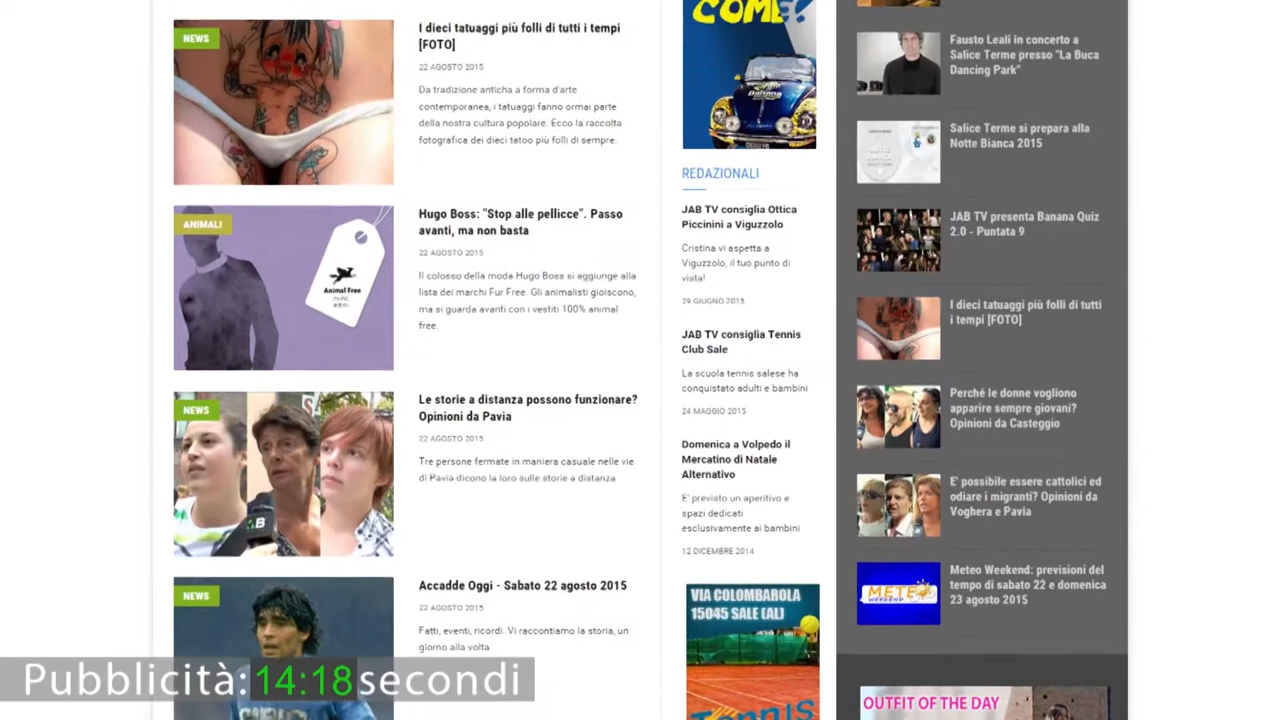 NEWS
I dieci tatuaggi più folli di tutti i tempi
[FOTO]
22 AGOSTO 2015
Da tradizione anticha a forma d'arte
contemporanea, i tatuaggi fanno ormai parte
della nostra cultura popolare. Ecco la raccolta
fotografica dei dieci tatoo più folli di sempre.
ANIMALI
Animal Free
Hugo Boss: "Stop alle pellicce". Passo
avanti, ma non basta
22 AGOSTO 2015
Il colosso della moda Hugo Boss si aggiunge alla
lista dei marchi Fur Free. Gli animalisti gioiscono,
ma si guarda avanti con i vestiti 100% animal
free.
NEWS
Le storie a distanza possono funzionare?
Opinioni da Pavia
22 AGOSTO 2015
Tre persone fermate in maniera casuale nelle vie
di Pavia dicono la loro sulle storie a distanza
NEWS
Accadde Oggi - Sabato 22 agosto 2015
22 AGOSTO 2015
Fatti, eventi, ricordi. Vi raccontiamo la storia, un
giorno alla volta
COME!
REDAZIONALI
JAB TV consiglia Ottica
Piccinini a Viguzzolo
Cristina vi aspetta a
Viguzzolo, il tuo punto di
vista!
29 GIUGNO 2015
JAB TV consiglia Tennis
Club Sale
La scuola tennis salese ha
conquistato adulti e bambini
24 MAGGIO 2015
Domenica a Volpedo il
Mercatino di Natale
Alternativo
E' previsto un aperitivo e
spazi dedicati
esclusivamente ai bambini
12 DICEMBRE 2014
VIA COLOMBAROLA
15045 SALE (AL)
Tennis
Fausto Leali in concerto a
Salice Terme presso "La Buca
Dancing Park"
Salice Terme si prepara alla
Notte Bianca 2015
JAB TV presenta Banana Quiz
2.0 - Puntata 9
I dieci tatuaggi più folli di tutti
i tempi [FOTO]
Perché le donne vogliono
apparire sempre giovani?
Opinioni da Casteggio
E' possibile essere cattolici ed
odiare i migranti? Opinioni da
Voghera e Pavia
METEO
WEEKEND
Meteo Weekend: previsioni del
tempo di sabato 22 e domenica
23 agosto 2015
OUTFIT OF THE DAY
Pubblicità: 14:18 secondi